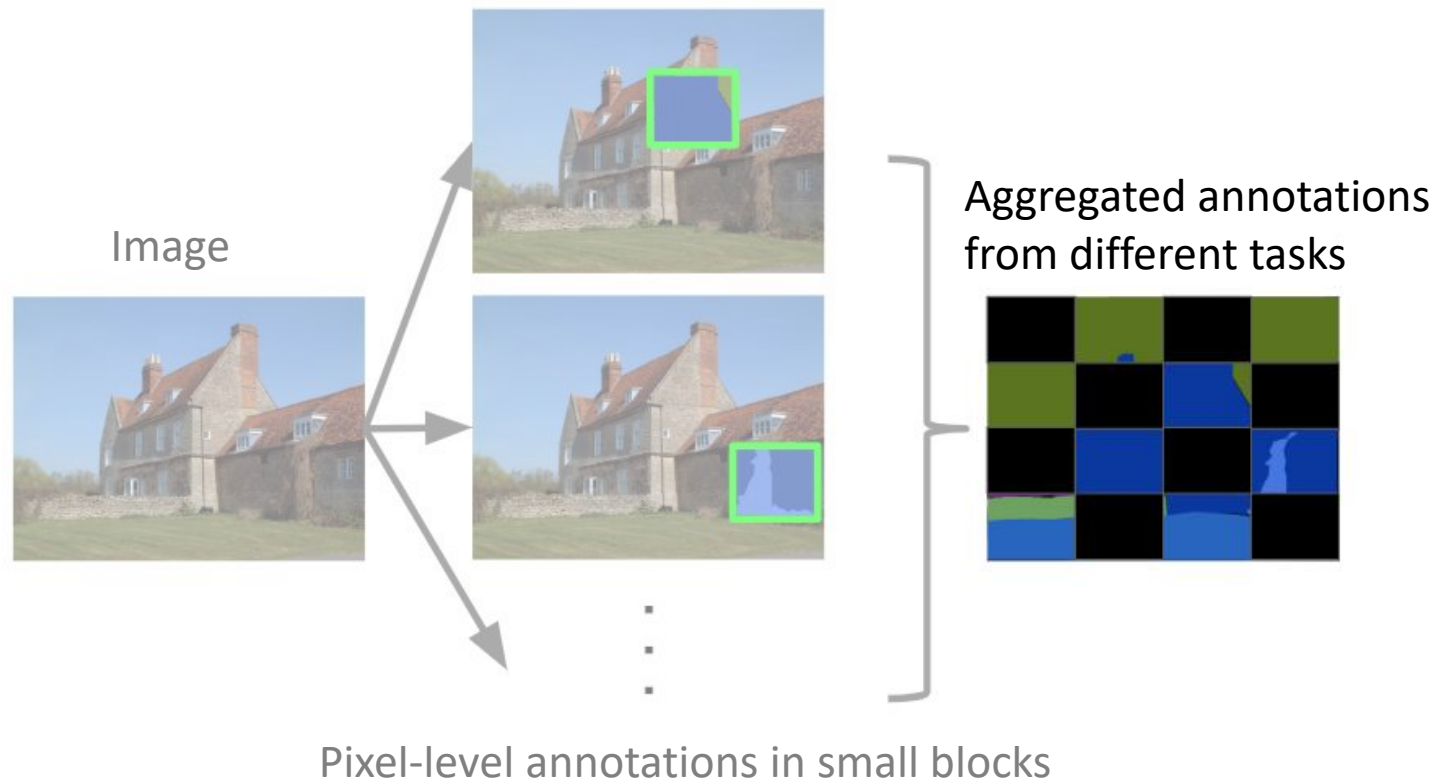 Image
Aggregated annotations
from different tasks
Pixel-level annotations in small blocks